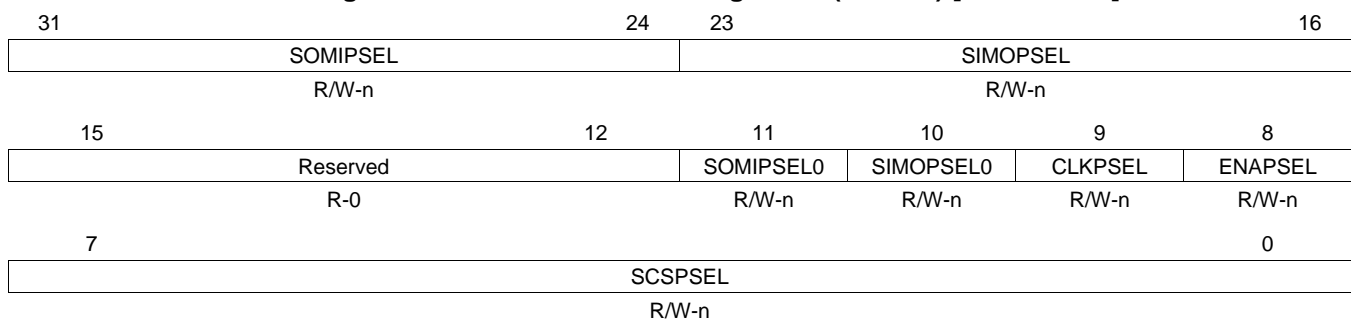 31 24 23 16
SOMIPSEL SIMOPSEL
R/W-n R/W-n
15 12 11 10 9 8
Reserved SOMIPSEL0 SIMOPSEL0 CLKPSEL ENAPSEL
R-0 R/W-n R/W-n R/W-n R/W-n
7 0
SCSPSEL
R/W-n